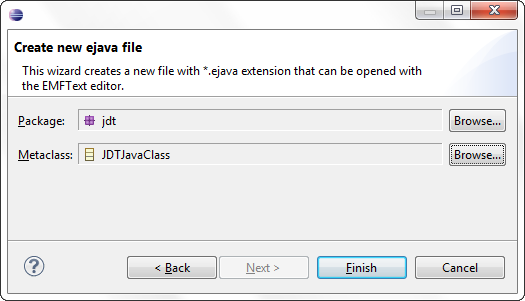 Create new ejava file
This wizard creates a new file with *.ejava extension that can be opened with
the EMFText editor.
Package: jdt Browse...
Metaclass: JDTJavaClass Browse...
? < Back Next > Finish Cancel